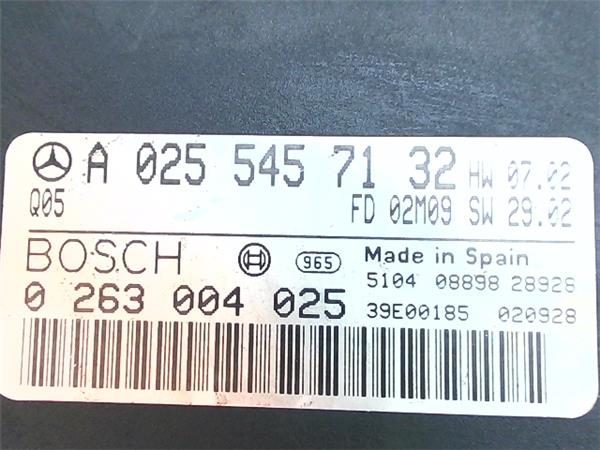 A 025 545 71 32 HW 07.02
Q05 FD 02M09 SW 29.02
BOSCH 965 Made in Spain
5104 08898 28926
0 263 004 025 39E00185 020928